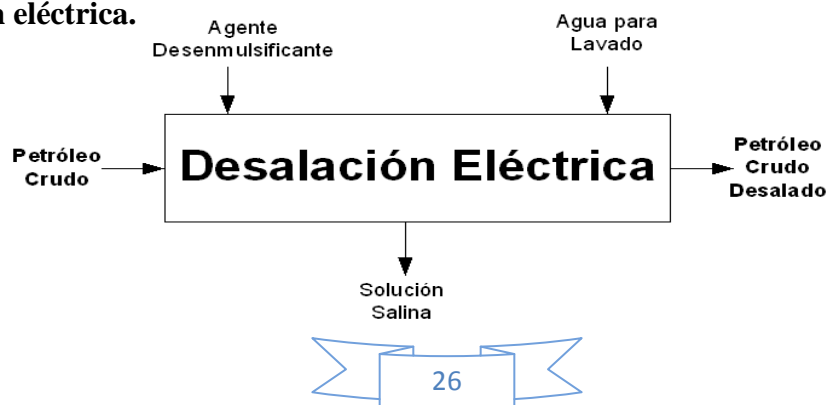 n eléctrica.
Agente
Desenmulsificante
Agua para
Lavado
Petróleo
Crudo
Desalación Eléctrica
Petróleo
Crudo
Desalado
Solución
Salina
26